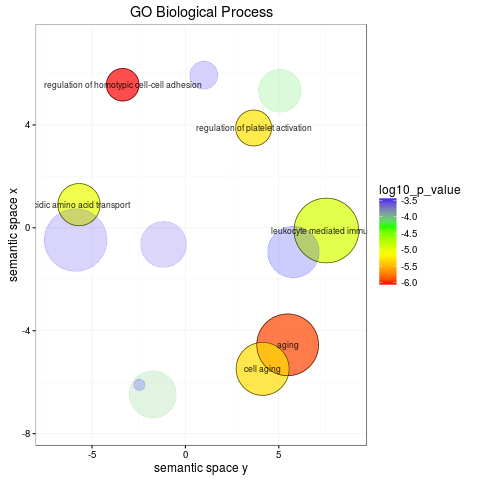 GO Biological Process
regulation of homotypic cell-cell adhesion
regulation of platelet activation
cidic amino acid transport
leukocyte mediated immu
aging
cell aging
4
0
-4
-8
semantic space x
-5
0
5
semantic space y
log10_p_value
-3.5
-4.0
-4.5
-5.0
-5.5
-6.0